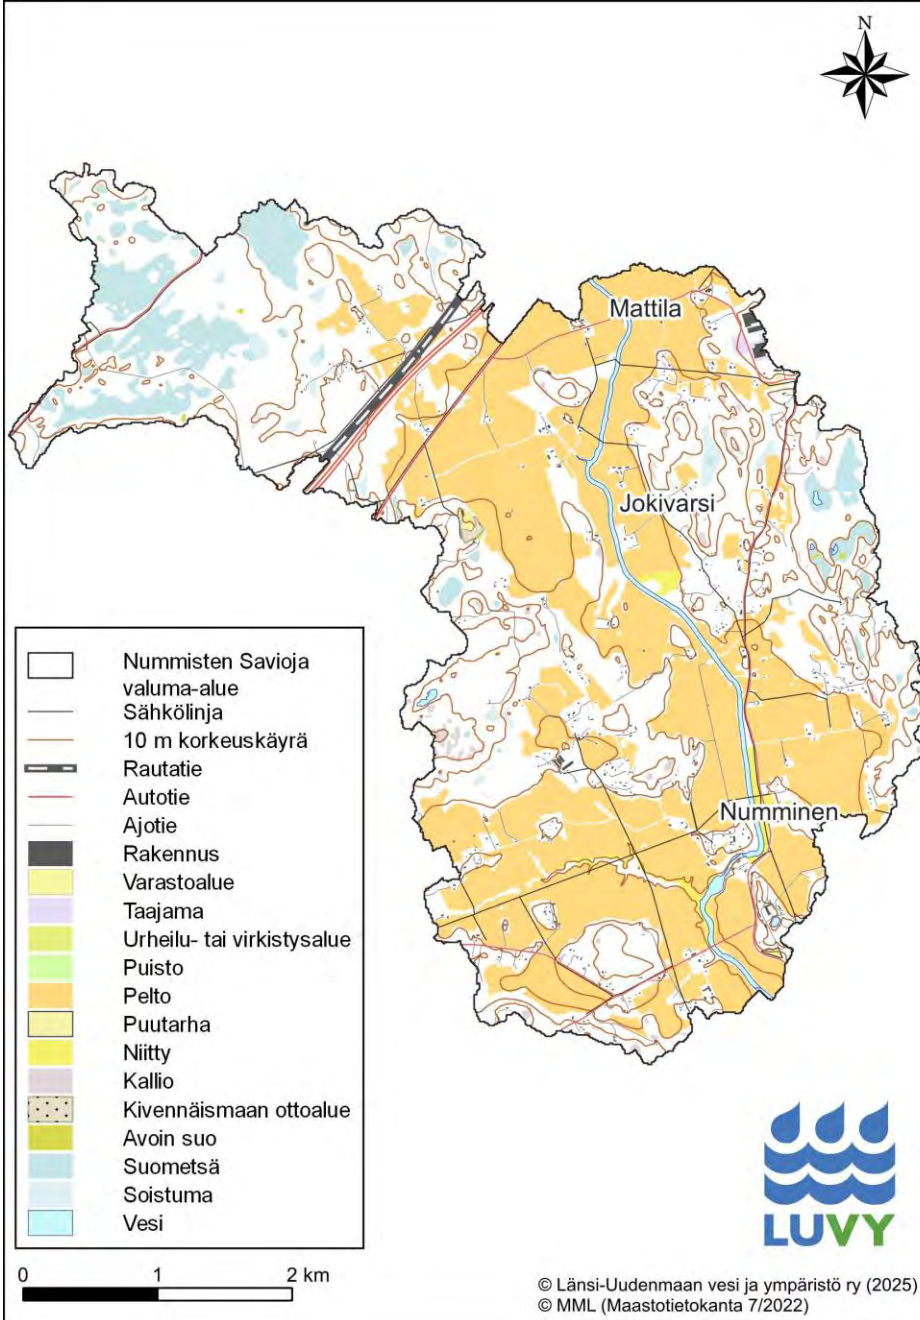 N
Mattila
Jokivarsi
Numminen
Nummisten Savioja
valuma-alue
Sähkölinja
10 m korkeuskäyrä
Rautatie
Autotie
Ajotie
Rakennus
Varastoalue
Taajama
Urheilu- tai virkistysalue
Puisto
Pelto
Puutarha
Niitty
Kallio
Kivennäismaan ottoalue
Avoin suo
Suometsä
Soistuma
Vesi
LUVY
0 1 2 km
© Länsi-Uudenmaan vesi ja ympäristö ry (2025)
© MML (Maastotietokanta 7/2022)